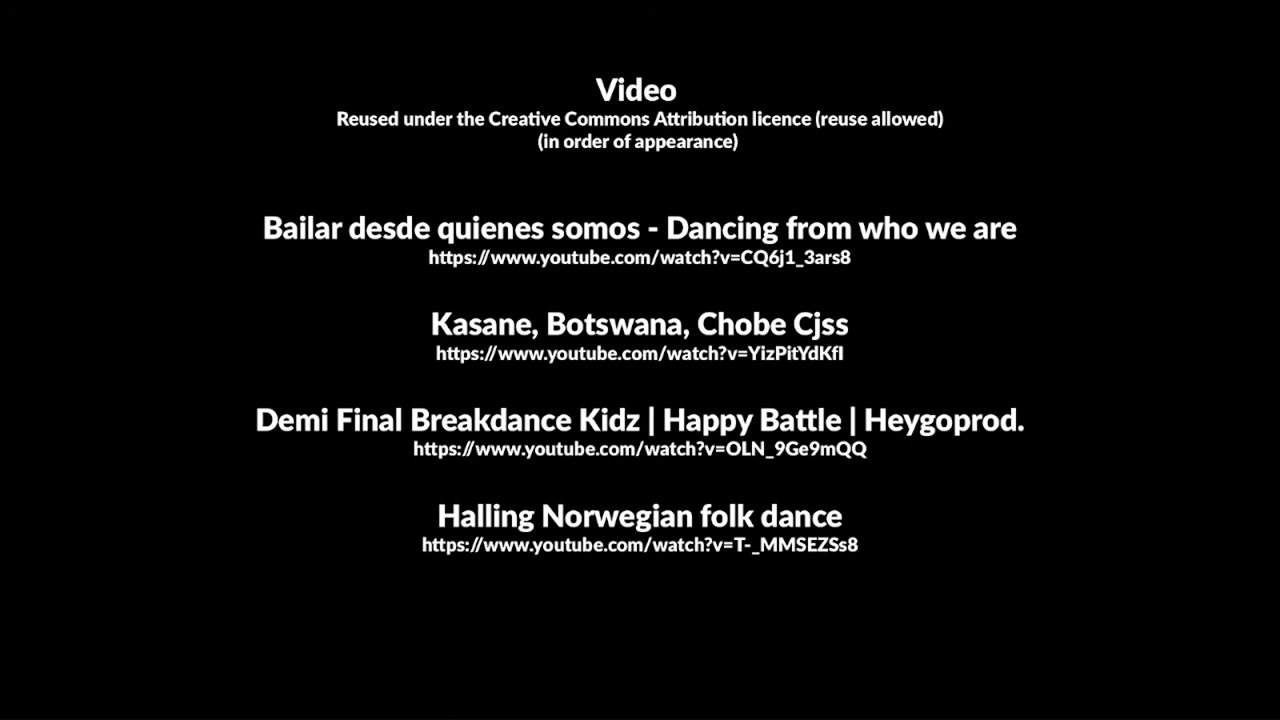 Video
Reused under the Creative Commons Attribution licence (reuse allowed)
(in order of appearance)
Bailar desde quienes somos - Dancing from who we are
https://www.youtube.com/watch?v=CQ6j1_3ars8
Kasane, Botswana, Chobe Cjss
https://www.youtube.com/watch?v=YizPitYdKfI
Demi Final Breakdance Kidz | Happy Battle | Heygoprod.
https://www.youtube.com/watch?v=OLN_9Ge9mQQ
Halling Norwegian folk dance
https://www.youtube.com/watch?v=T-_MMSEZSs8